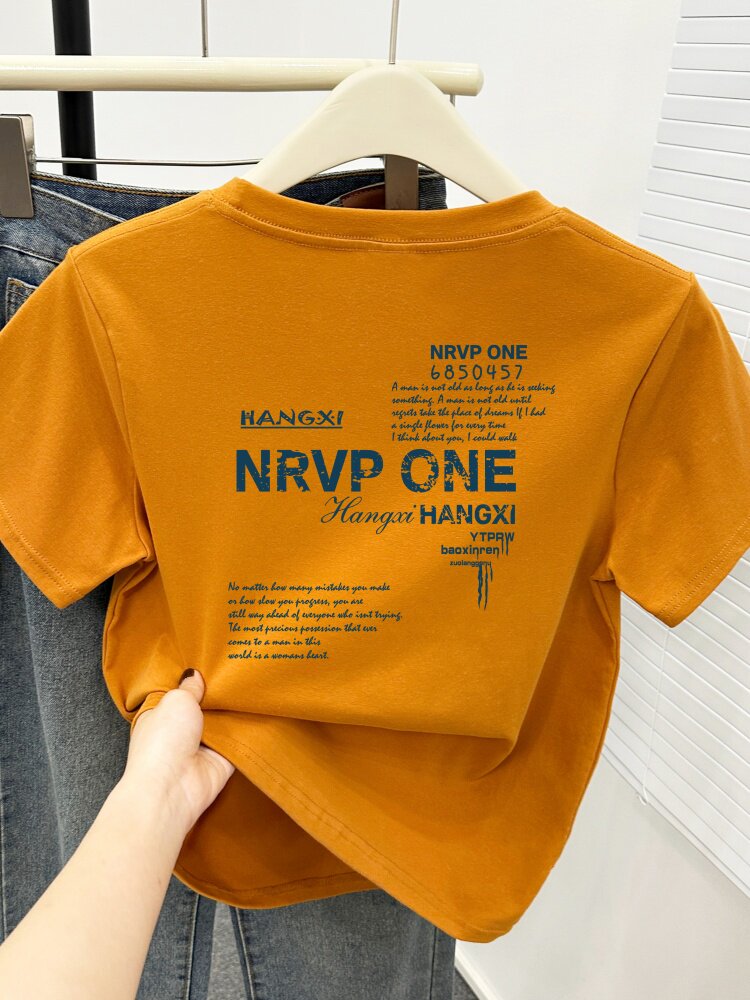 NRVP ONE
6850457
A man is not old as long as he is seeking
something. A man is not old until
regrets take the place of dreams If I had
a single flower for every time
I think about you, I could walk
HANGXI
NRVP ONE
Hangxi HANGXI
YTPRW
baoxinren
xuolanggong
No matter how many mistakes you make
or how slow you progress, you are
still way ahead of everyone who isnt trying.
The most precious possession that ever
comes to a man in this
world is a womans heart.